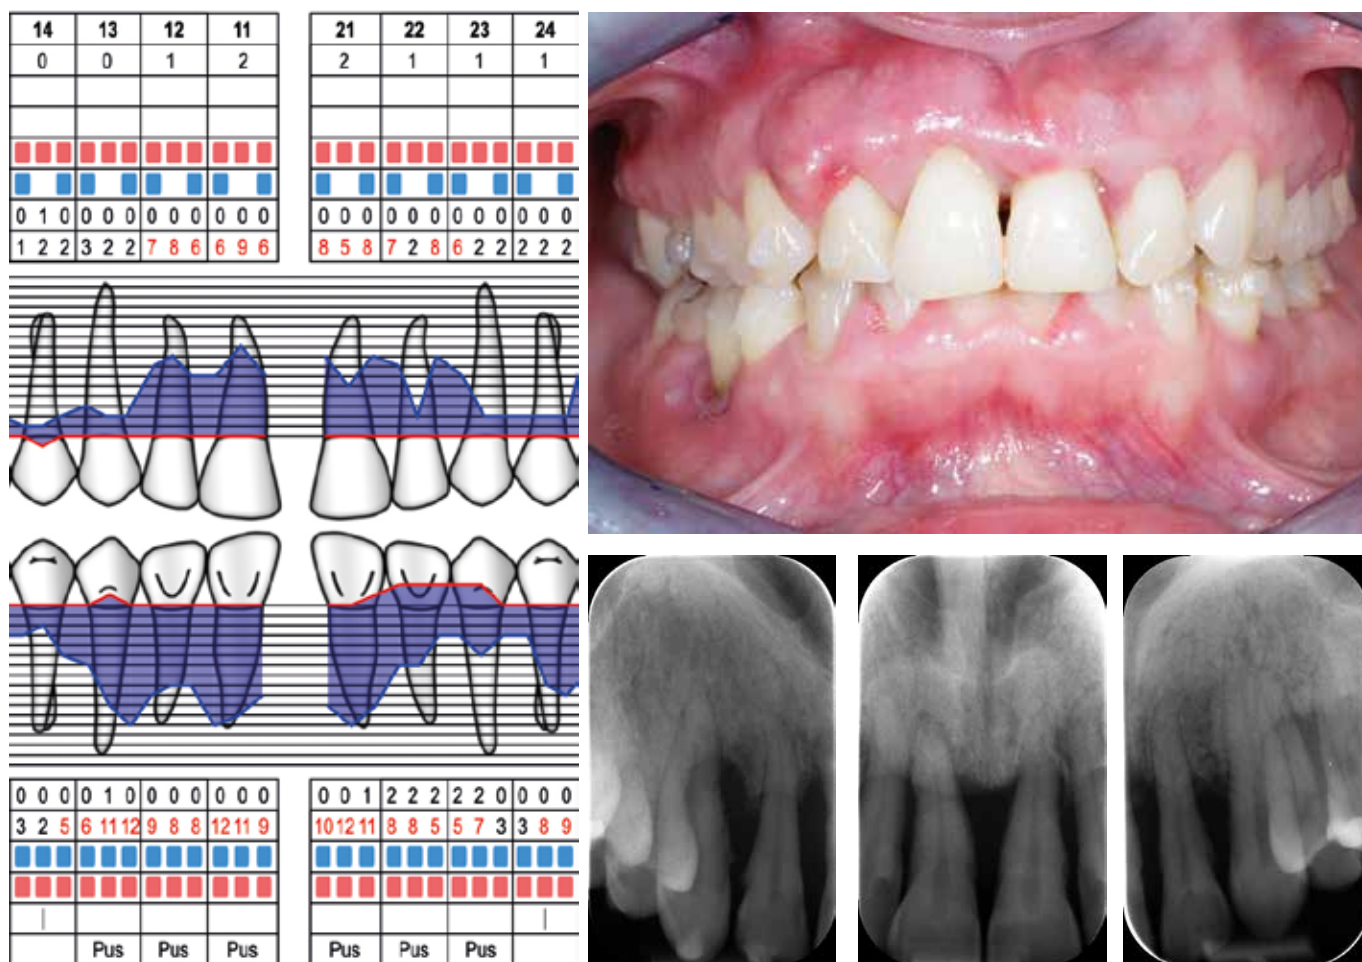 14 13 12 11 21 22 23 24
0 0 1 2 2 1 1 1
0 1 0 0 0 0 0 0 0 0 0 0 0 0 0 0 0 0 0 0 0 0 0 0
1 2 2 3 2 2 7 8 6 6 9 6 8 5 8 7 2 8 6 2 2 2 2 2
0 0 0 0 1 0 0 0 0 0 0 0 0 0 1 2 2 2 2 2 0 0 0 0
3 2 5 6 11 12 9 8 8 12 11 9 10 12 11 8 8 5 5 7 3 3 8 9
| |
Pus Pus Pus Pus Pus Pus